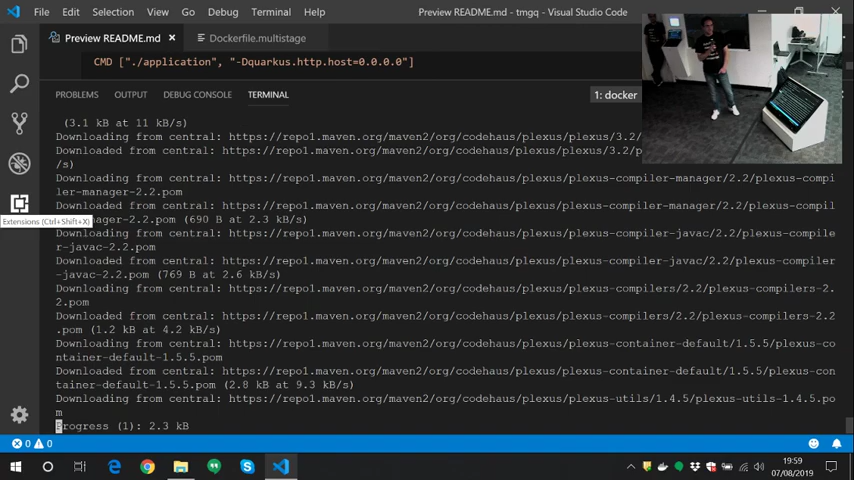 File Edit Selection View Go Debug Terminal Help
Preview README.md - tmgq - Visual Studio Code
Preview README.md
Dockerfile.multistage
CMD ["./application", "-Dquarkus.http.host=0.0.0.0"]
PROBLEMS OUTPUT DEBUG CONSOLE TERMINAL
1: docker
(3.1 kB at 11 kB/s)
Downloading from central: https://repo1.maven.org/maven2/org/codehaus/plexus/plexus/3.2/
Downloaded from central: https://repo1.maven.org/maven2/org/codehaus/plexus/plexus/3.2/p
/s)
Downloading from central: https://repo1.maven.org/maven2/org/codehaus/plexus/plexus-compiler-manager/2.2/plexus-compi
ler-manager-2.2.pom
Downloaded from central: https://repo1.maven.org/maven2/org/codehaus/plexus/plexus-compiler-manager/2.2/plexus-compil
Extensions (Ctrl+Shift+X)
nager-2.2.pom (690 B at 2.3 kB/s)
Downloading from central: https://repo1.maven.org/maven2/org/codehaus/plexus/plexus-compiler-javac/2.2/plexus-compile
r-javac-2.2.pom
Downloaded from central: https://repo1.maven.org/maven2/org/codehaus/plexus/plexus-compiler-javac/2.2/plexus-compiler
-javac-2.2.pom (769 B at 2.6 kB/s)
Downloading from central: https://repo1.maven.org/maven2/org/codehaus/plexus/plexus-compilers/2.2/plexus-compilers-2.
2.pom
Downloaded from central: https://repo1.maven.org/maven2/org/codehaus/plexus/plexus-compilers/2.2/plexus-compilers-2.2
.pom (1.2 kB at 4.2 kB/s)
Downloading from central: https://repo1.maven.org/maven2/org/codehaus/plexus/plexus-container-default/1.5.5/plexus-co
ntainer-default-1.5.5.pom
Downloaded from central: https://repo1.maven.org/maven2/org/codehaus/plexus/plexus-container-default/1.5.5/plexus-con
tainer-default-1.5.5.pom (2.8 kB at 9.3 kB/s)
Downloading from central: https://repo1.maven.org/maven2/org/codehaus/plexus/plexus-utils/1.4.5/plexus-utils-1.4.5.po
m
Progress (1): 2.3 kB
0 0
19:59
07/08/2019